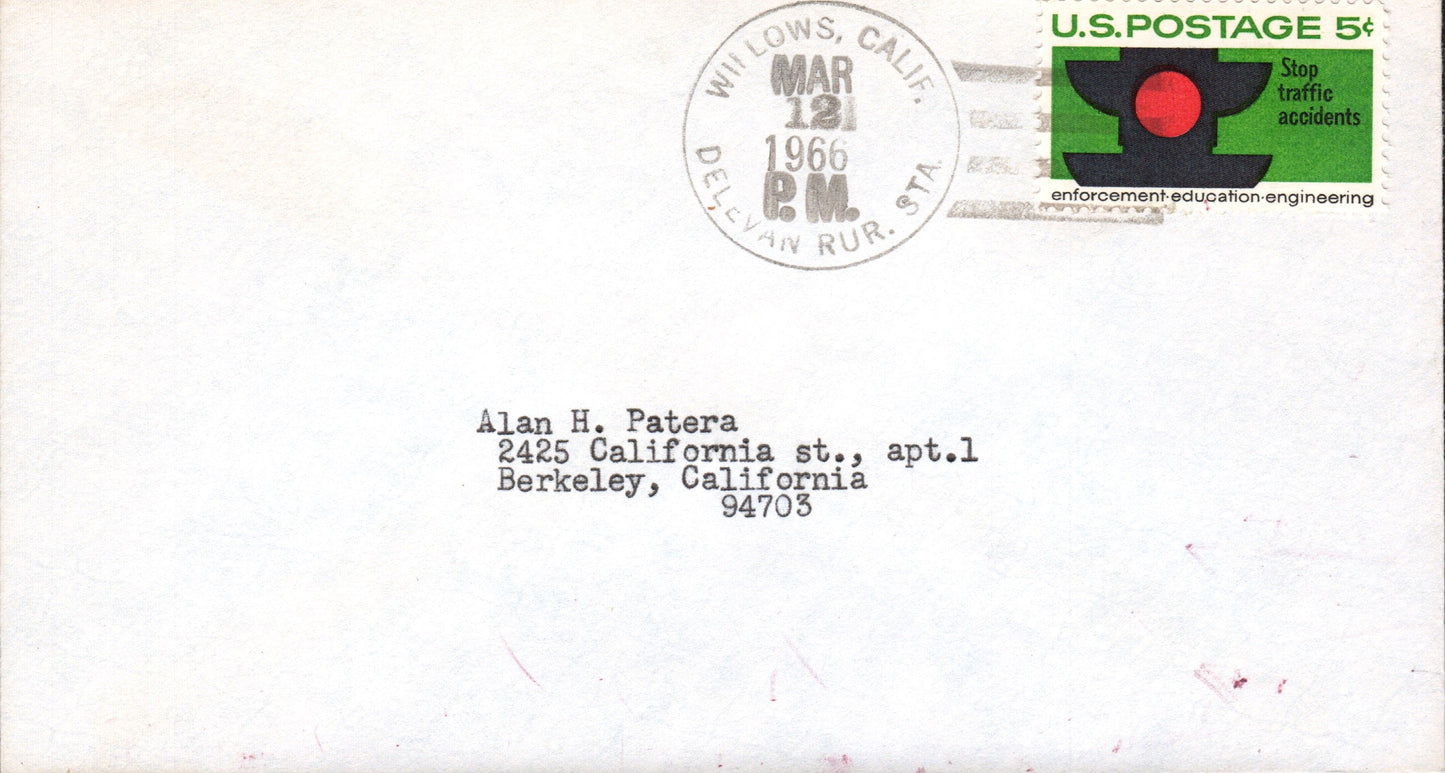 WILLOWS, CALIF.
MAR
12
1966
P.M.
DELEVAN RUR. STA.
U.S. POSTAGE 5¢
Stop
traffic
accidents
enforcement·education·engineering
Alan H. Patera
2425 California st., apt.1
Berkeley, California
94703